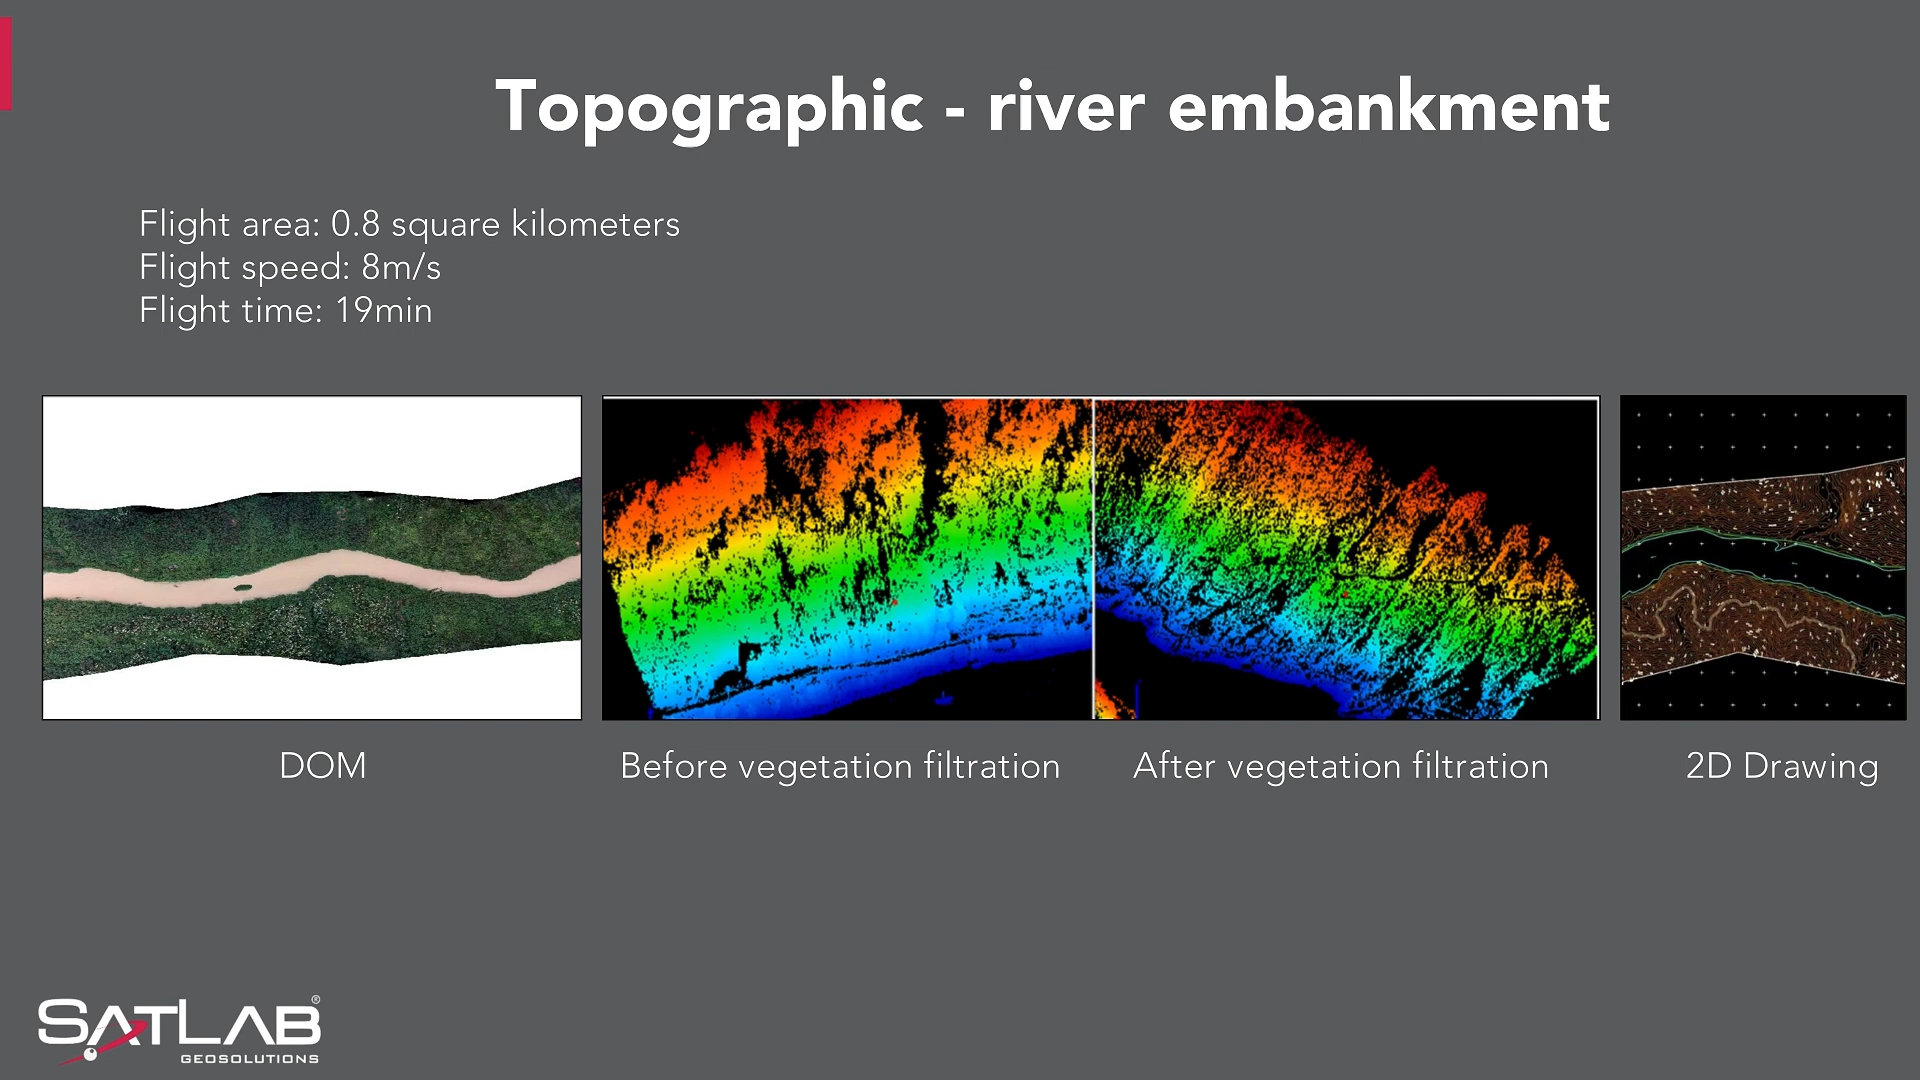 Topographic - river embankment
Flight area: 0.8 square kilometers
Flight speed: 8m/s
Flight time: 19min
DOM
Before vegetation filtration
After vegetation filtration
2D Drawing
SATLAB®
GEOSOLUTIONS